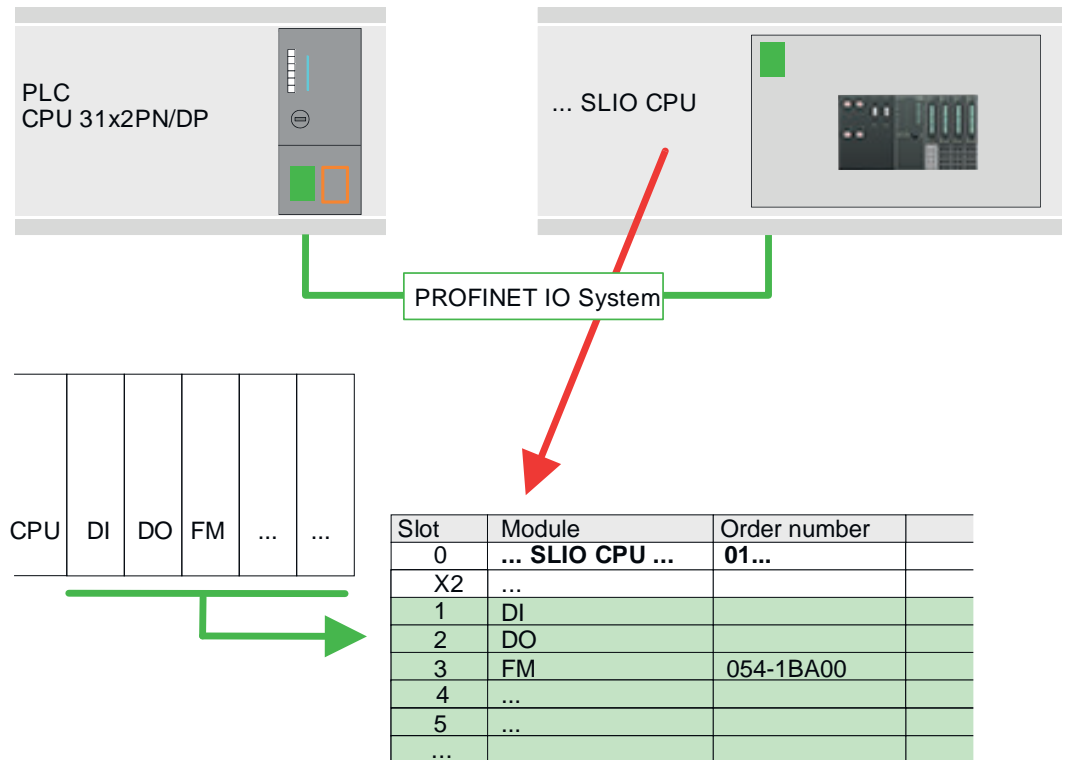 PLC
CPU 31x2PN/DP
... SLIO CPU
PROFINET IO System
CPU DI DO FM ... ...
Slot Module Order number
0 ... SLIO CPU ... 01...
X2 ...
1 DI
2 DO
3 FM 054-1BA00
4 ...
5 ...
...